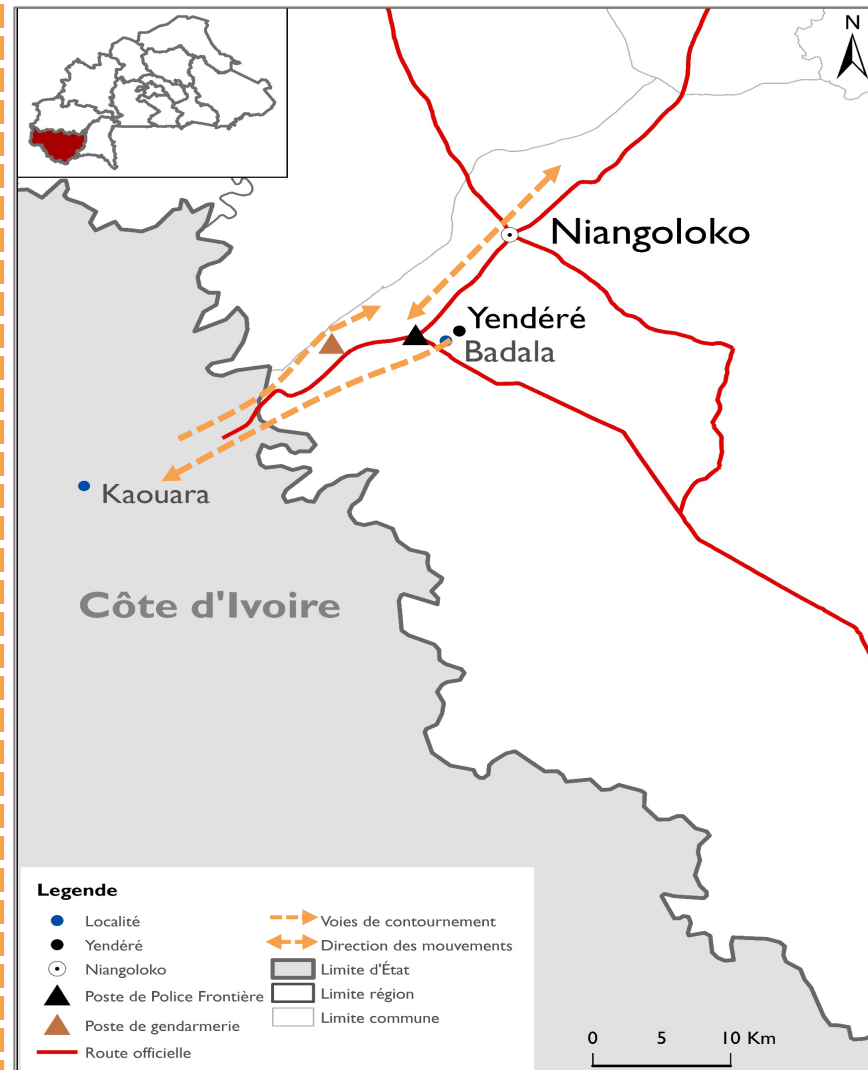 N
Niangoloko
Yendéré
Badala
Kaouara
Côte d'Ivoire
Legende
Localité
Yendéré
Niangoloko
Poste de Police Frontière
Poste de gendarmerie
Route officielle
Voies de contournement
Direction des mouvements
Limite d'État
Limite région
Limite commune
0 5 10 Km